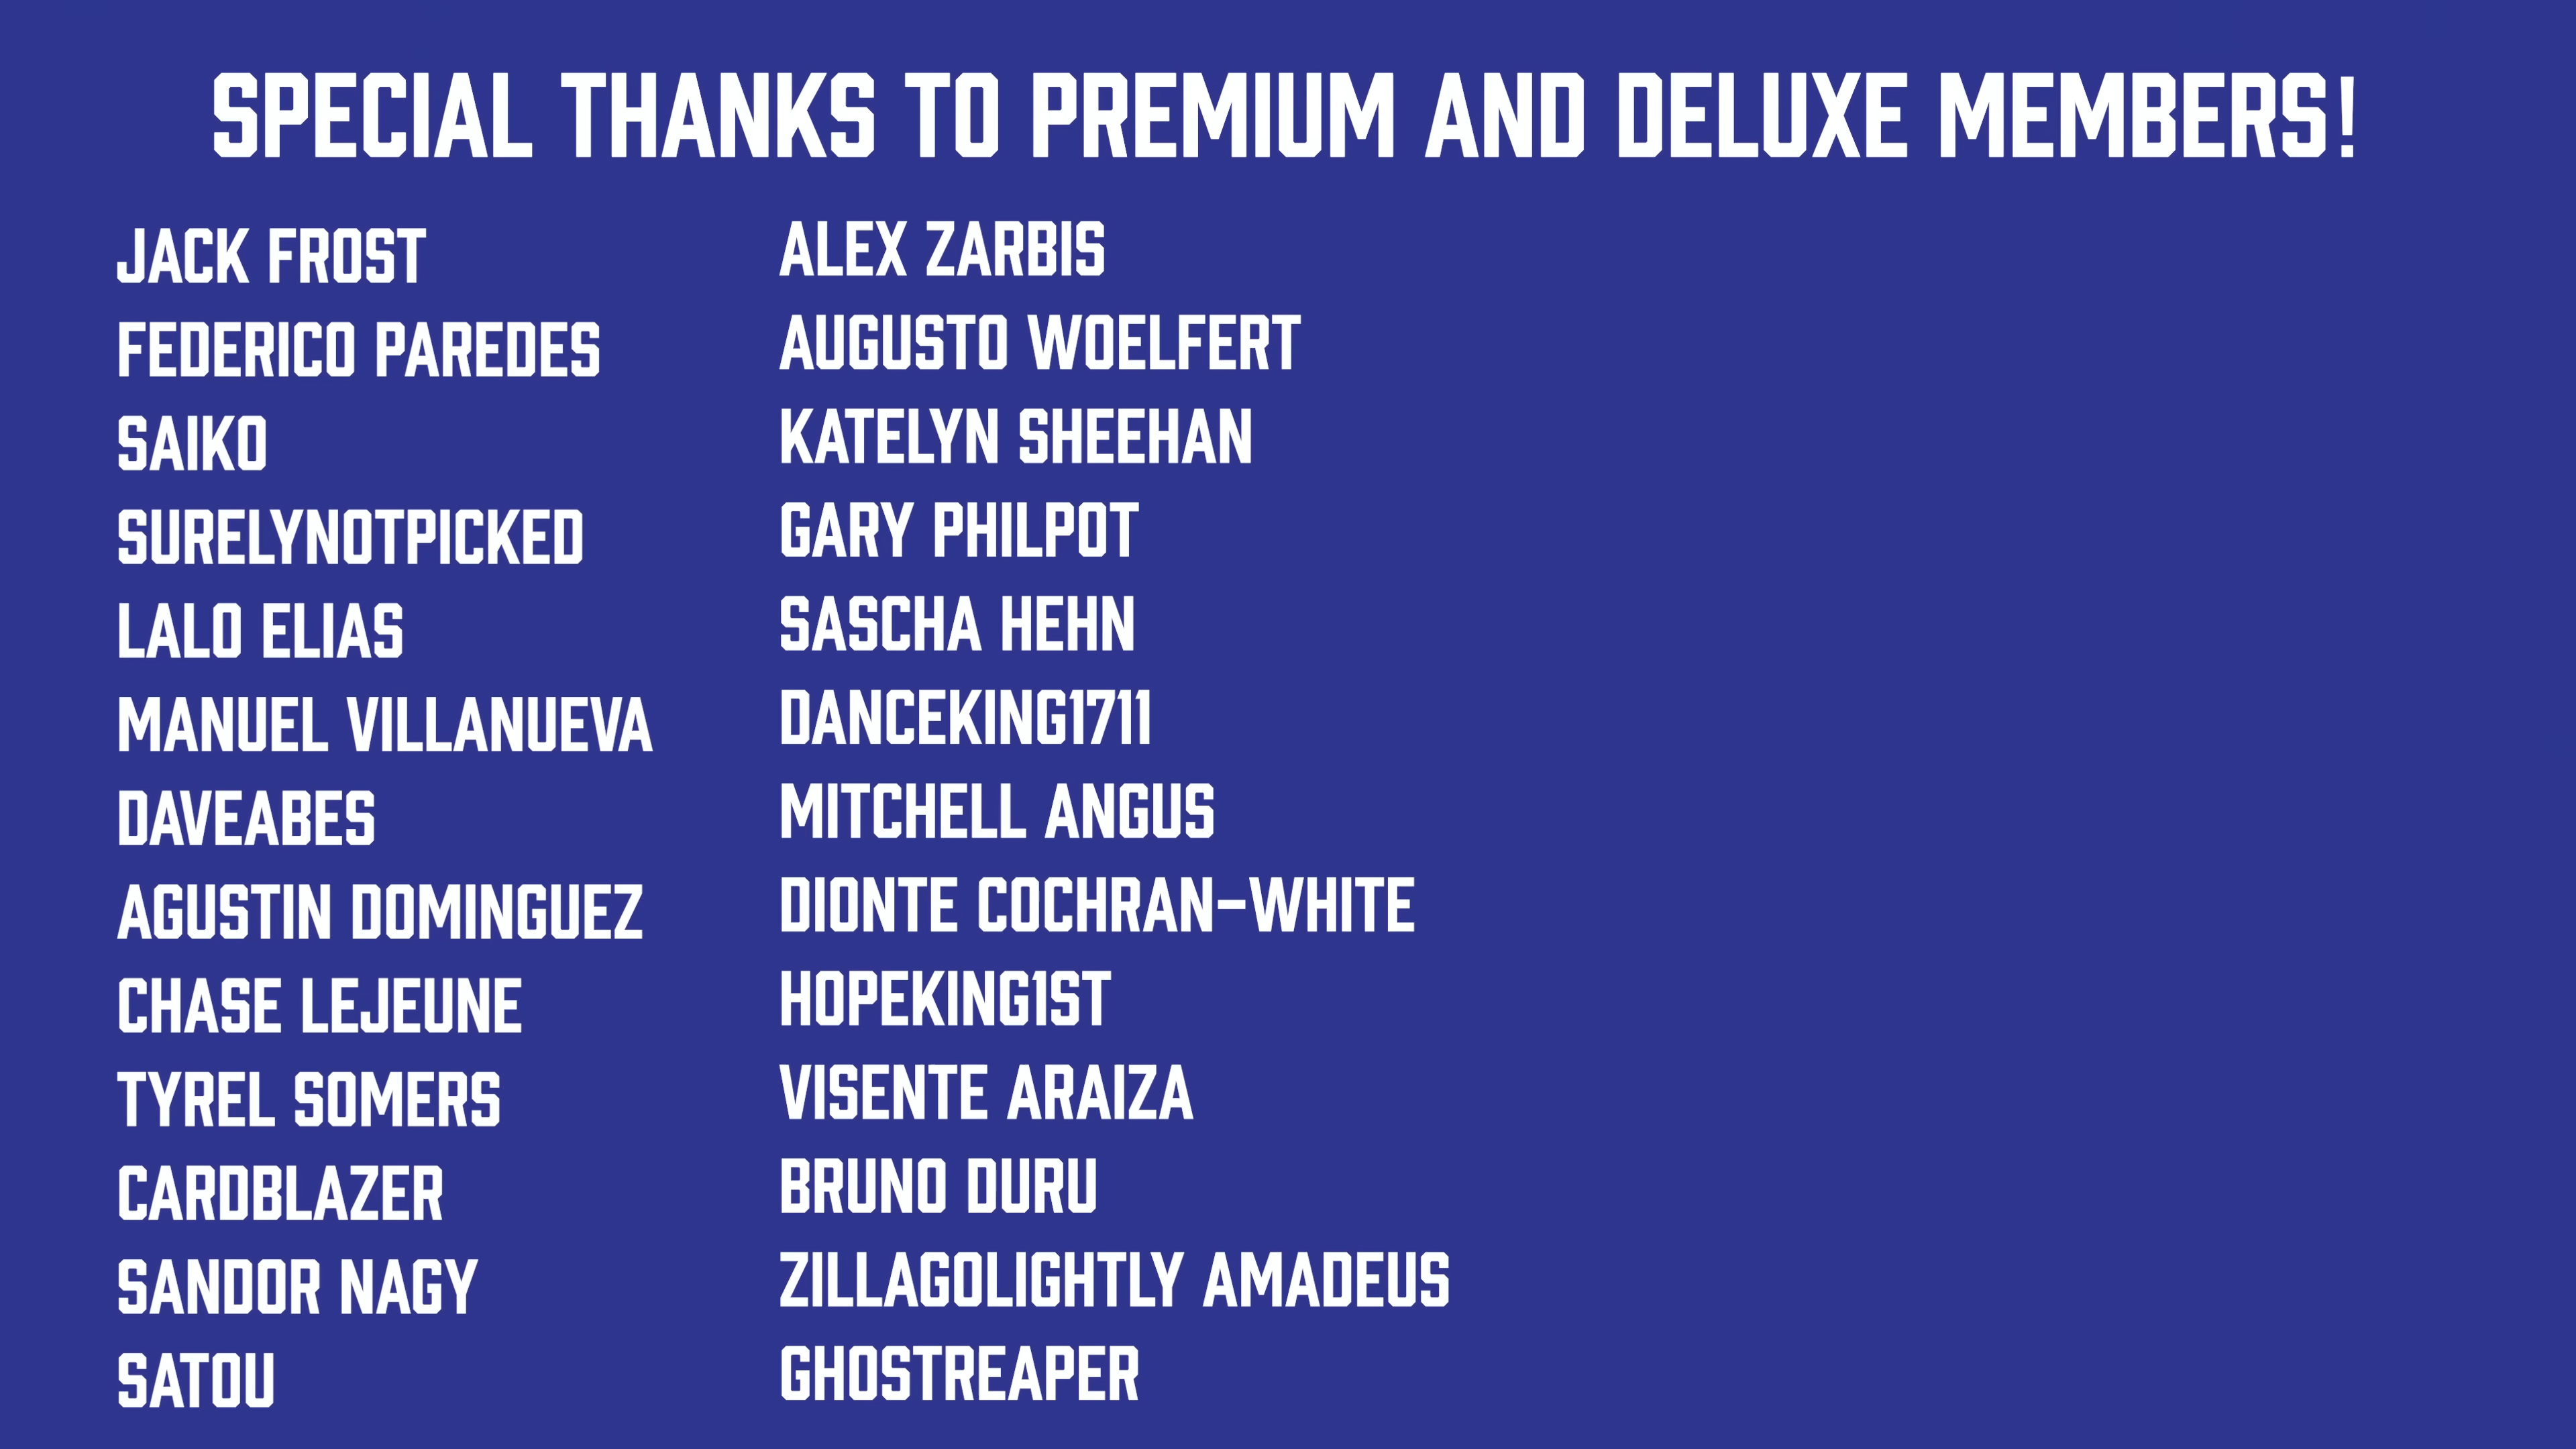 SPECIAL THANKS TO PREMIUM AND DELUXE MEMBERS!
JACK FROST
FEDERICO PAREDES
SAIKO
SURELYNOTPICKED
LALO ELIAS
MANUEL VILLANUEVA
DAVEABES
AGUSTIN DOMINGUEZ
CHASE LEJEUNE
TYREL SOMERS
CARDBLAZER
SANDOR NAGY
SATOU
ALEX ZARBIS
AUGUSTO WOELFERT
KATELYN SHEEHAN
GARY PHILPOT
SASCHA HEHN
DANCEKING1711
MITCHELL ANGUS
DIONTE COCHRAN-WHITE
HOPEKING1ST
VISENTE ARAIZA
BRUNO DURU
ZILLAGOLIGHTLY AMADEUS
GHOSTREAPER